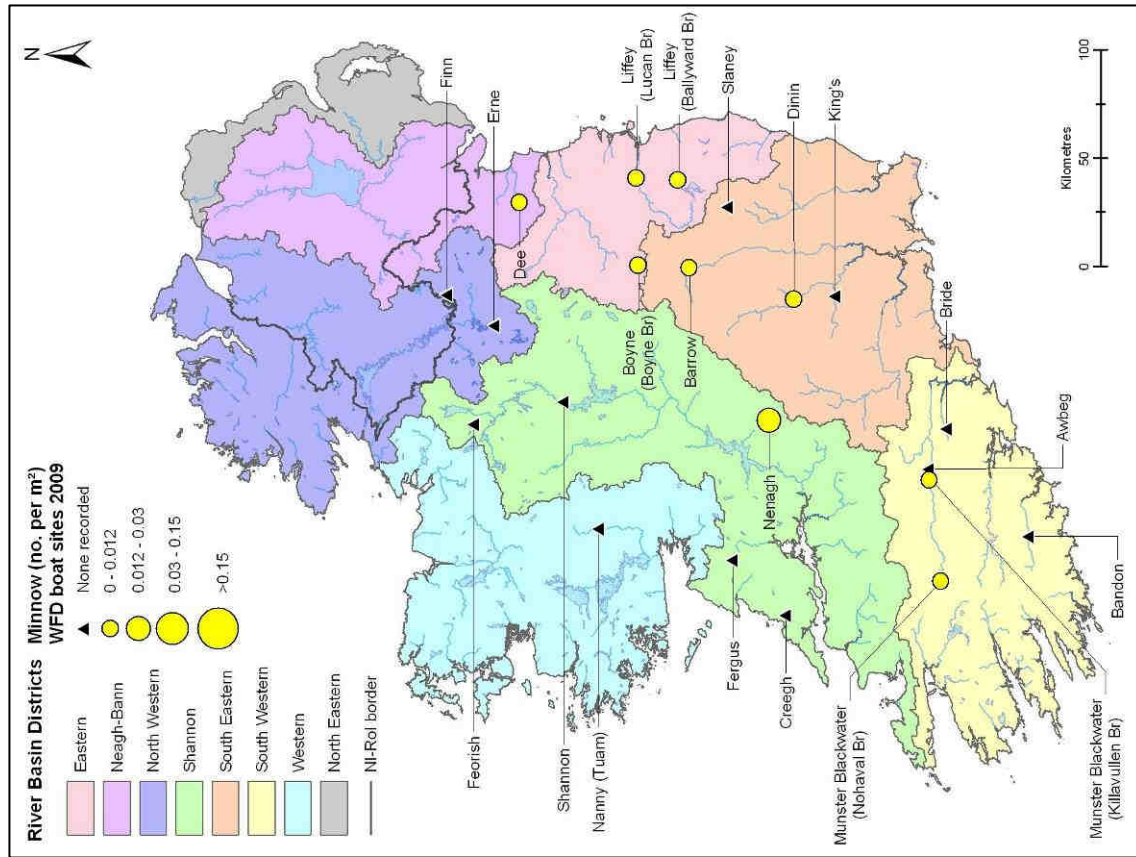 River Basin Districts
Eastern
Neagh-Bann
North Western
Shannon
South Eastern
South Western
Western
North Eastern
NI-RoI border
Minnow (no. per m²)
WFD boat sites 2009
None recorded
0 - 0.012
0.012 - 0.03
0.03 - 0.15
>0.15
N
Finn
Erne
Dee
Liffey
(Lucan Br)
Liffey
(Ballyward Br)
Slaney
Dinin
King's
Boyne
(Boyne Br)
Barrow
Feorish
Shannon
Nanny (Tuam)
Nenagh
Fergus
Creegh
Munster Blackwater
(Nohaval Br)
Munster Blackwater
(Killavullen Br)
Bandon
Awbeg
Bride
0
50
100
Kilometres